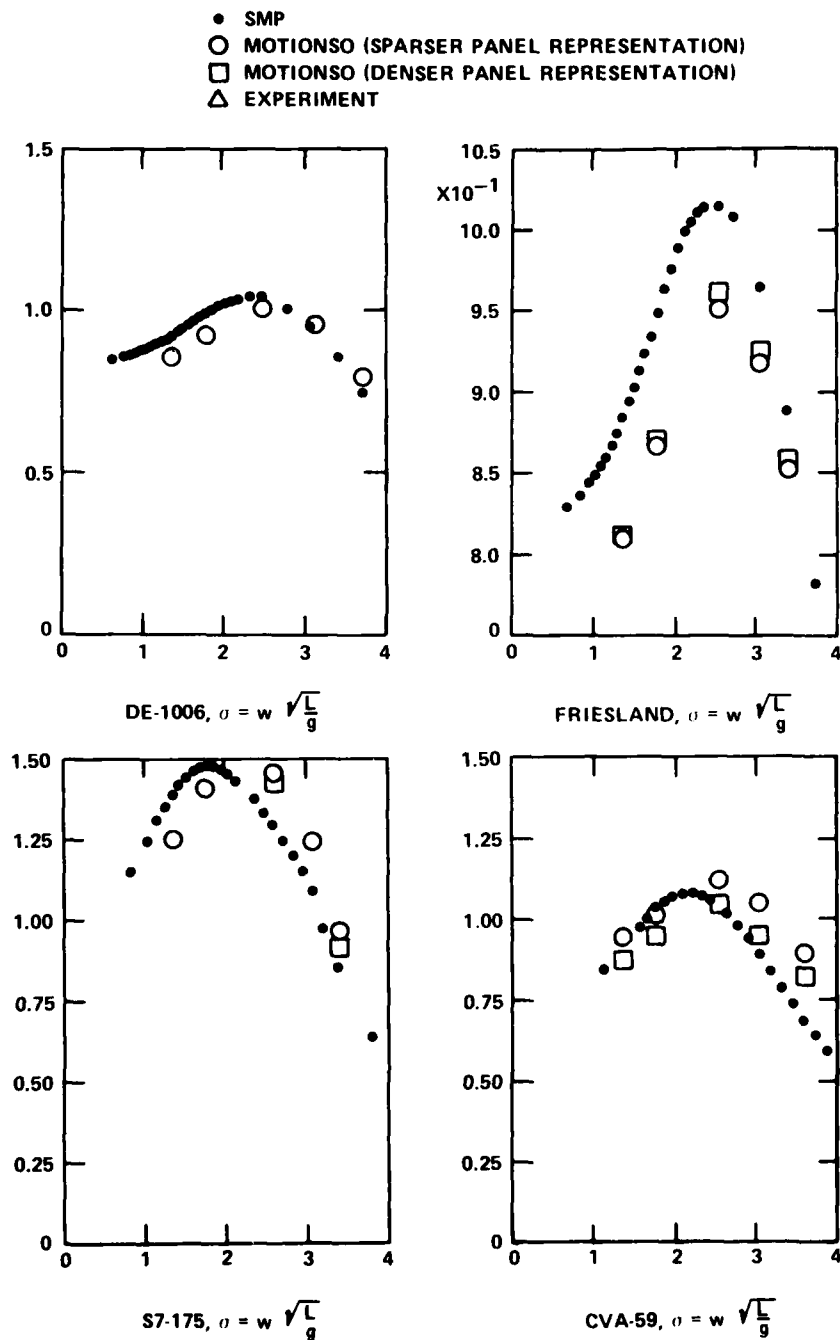 ● SMP
○ MOTIONSO (SPARSER PANEL REPRESENTATION)
□ MOTIONSO (DENSER PANEL REPRESENTATION)
△ EXPERIMENT
1.5
1.0
0.5
0
0 1 2 3 4
DE-1006, σ = w √(L/g)
10.5
X10⁻¹
10.0
9.5
9.0
8.5
8.0
0
0 1 2 3 4
FRIESLAND, σ = w √(L/g)
1.50
1.25
1.00
0.75
0.50
0.25
0
0 1 2 3 4
S7-175, σ = w √(L/g)
1.50
1.25
1.00
0.75
0.50
0.25
0
0 1 2 3 4
CVA-59, σ = w √(L/g)